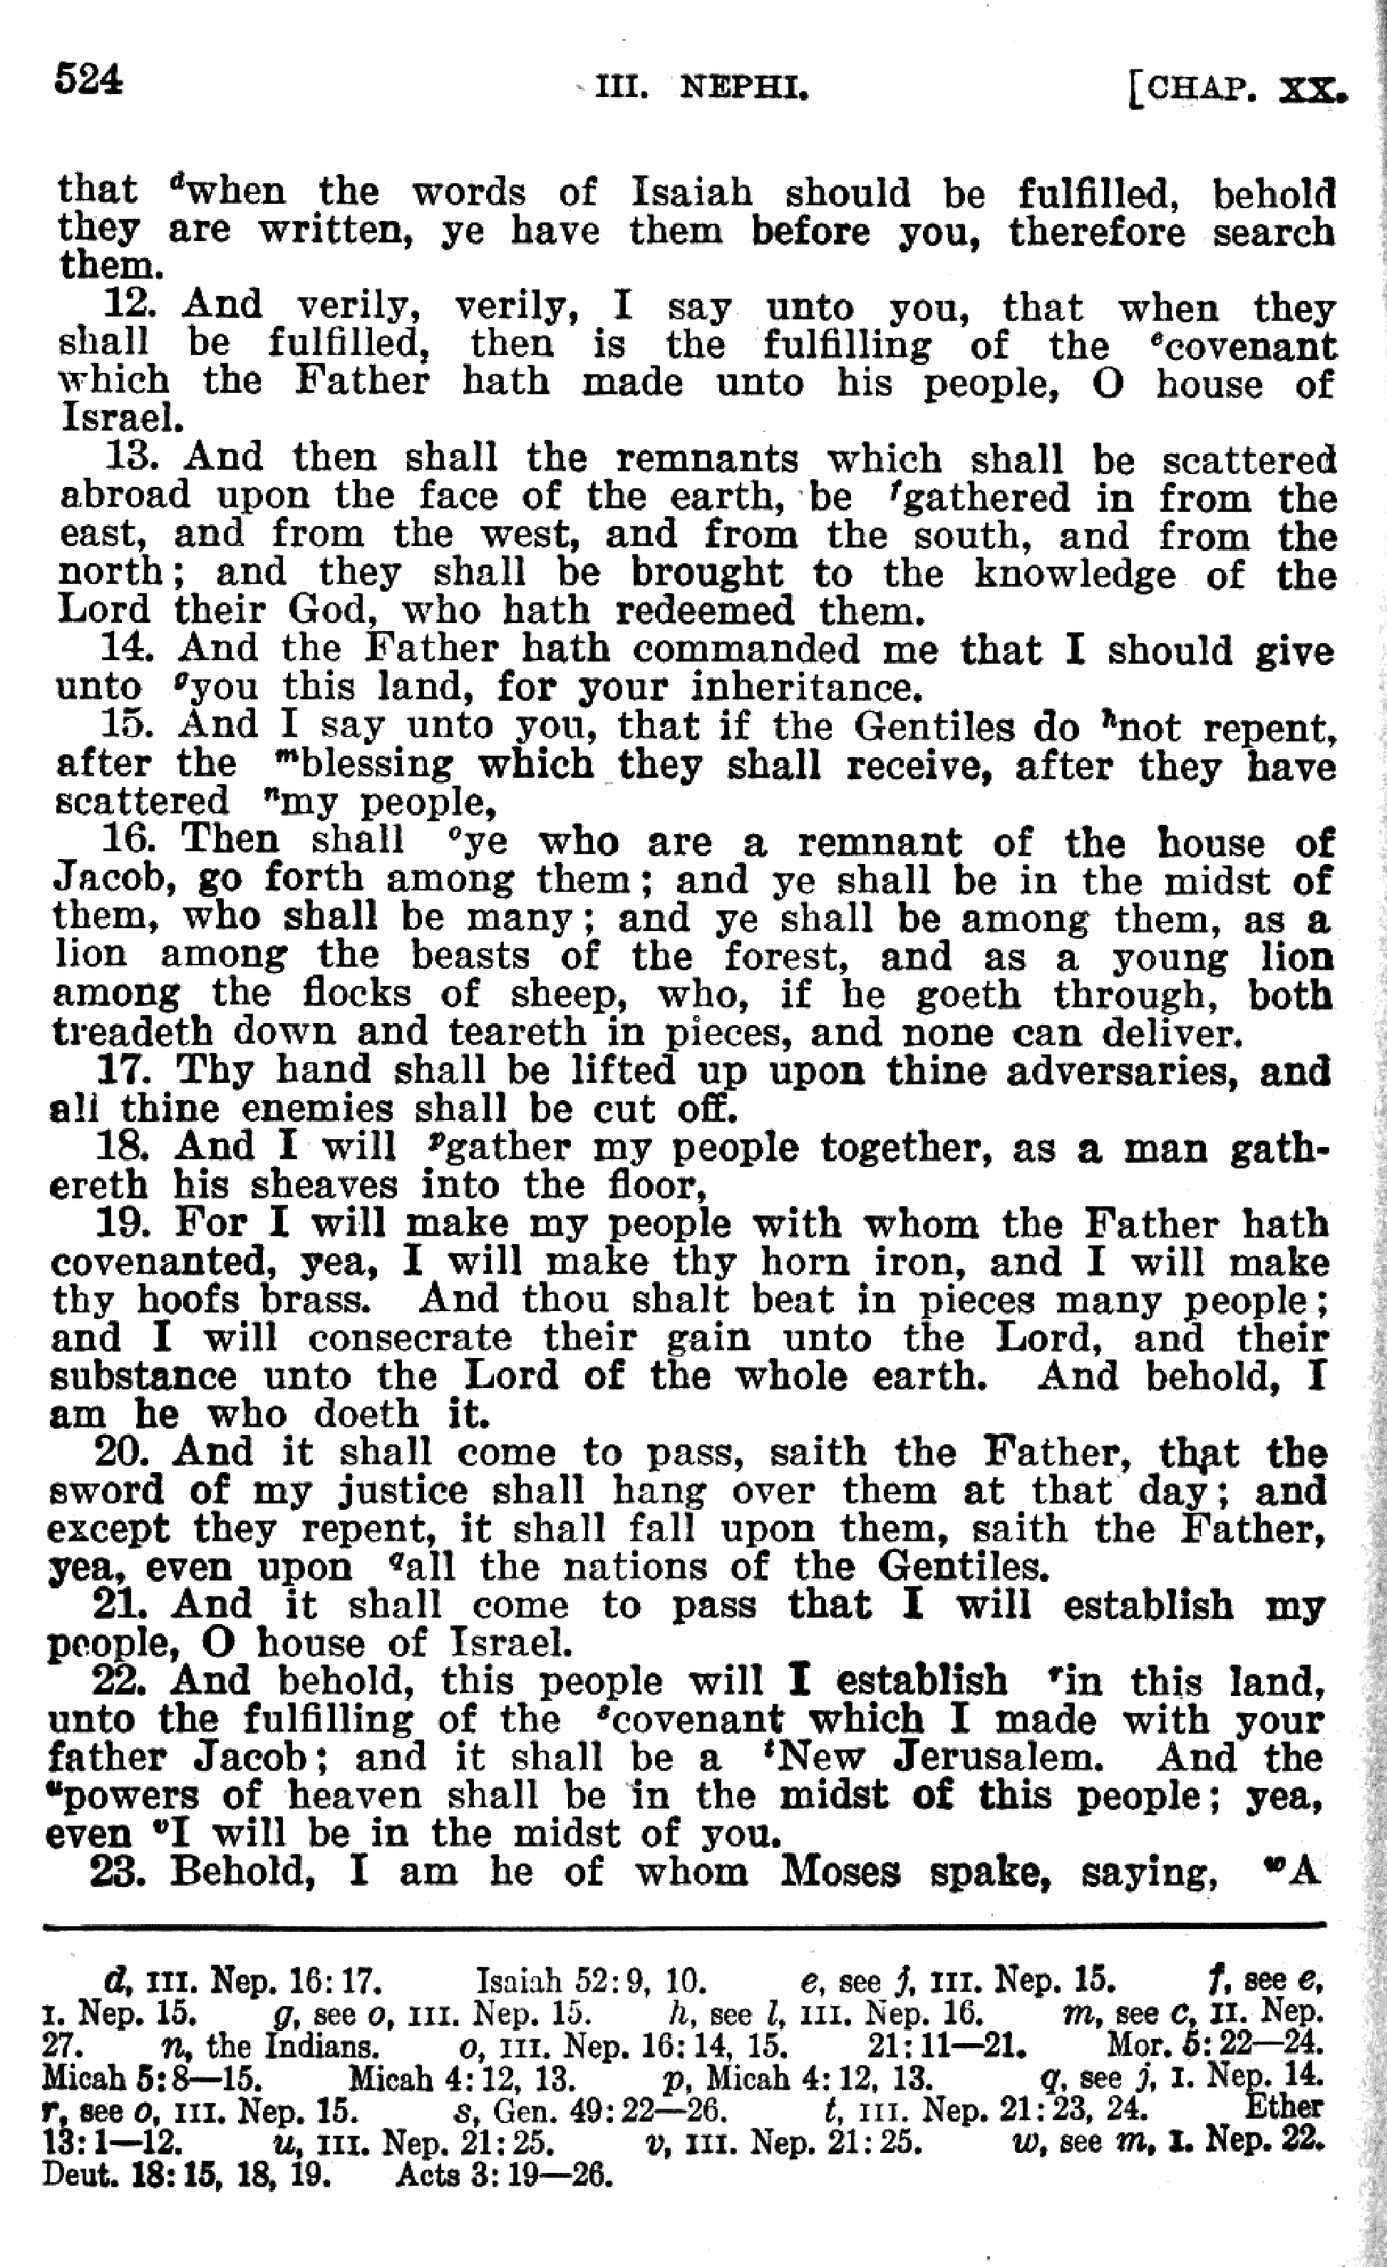 524 III. NEPHI. [CHAP. XX.
that dwhen the words of Isaiah should be fulfilled, behold
they are written, ye have them before you, therefore search
them.
12. And verily, verily, I say unto you, that when they
shall be fulfilled, then is the fulfilling of the ecovenant
which the Father hath made unto his people, O house of
Israel.
13. And then shall the remnants which shall be scattered
abroad upon the face of the earth, be fgathered in from the
east, and from the west, and from the south, and from the
north; and they shall be brought to the knowledge of the
Lord their God, who hath redeemed them.
14. And the Father hath commanded me that I should give
unto gyou this land, for your inheritance.
15. And I say unto you, that if the Gentiles do hnot repent,
after the mblessing which they shall receive, after they have
scattered nmy people,
16. Then shall oye who are a remnant of the house of
Jacob, go forth among them; and ye shall be in the midst of
them, who shall be many; and ye shall be among them, as a
lion among the beasts of the forest, and as a young lion
among the flocks of sheep, who, if he goeth through, both
treadeth down and teareth in pieces, and none can deliver.
17. Thy hand shall be lifted up upon thine adversaries, and
all thine enemies shall be cut off.
18. And I will pgather my people together, as a man gath-
ereth his sheaves into the floor,
19. For I will make my people with whom the Father hath
covenanted, yea, I will make thy horn iron, and I will make
thy hoofs brass. And thou shalt beat in pieces many people;
and I will consecrate their gain unto the Lord, and their
substance unto the Lord of the whole earth. And behold, I
am he who doeth it.
20. And it shall come to pass, saith the Father, that the
sword of my justice shall hang over them at that day; and
except they repent, it shall fall upon them, saith the Father,
yea, even upon qall the nations of the Gentiles.
21. And it shall come to pass that I will establish my
people, O house of Israel.
22. And behold, this people will I establish rin this land,
unto the fulfilling of the scovenant which I made with your
father Jacob; and it shall be a tNew Jerusalem. And the
upowers of heaven shall be in the midst of this people; yea,
even vI will be in the midst of you.
23. Behold, I am he of whom Moses spake, saying, wA
d, III. Nep. 16:17. Isaiah 52:9, 10. e, see j, III. Nep. 15. f, see e,
I. Nep. 15. g, see o, III. Nep. 15. h, see l, III. Nep. 16. m, see c, II. Nep.
27. n, the Indians. o, III. Nep. 16:14, 15. 21:11—21. Mor. 5:22—24.
Micah 5:8—15. Micah 4:12, 13. p, Micah 4:12, 13. q, see j, I. Nep. 14.
r, see o, III. Nep. 15. s, Gen. 49:22—26. t, III. Nep. 21:23, 24. Ether
13:1—12. u, III. Nep. 21:25. v, III. Nep. 21:25. w, see m, I. Nep. 22.
Deut. 18:15, 18, 19. Acts 3:19—26.